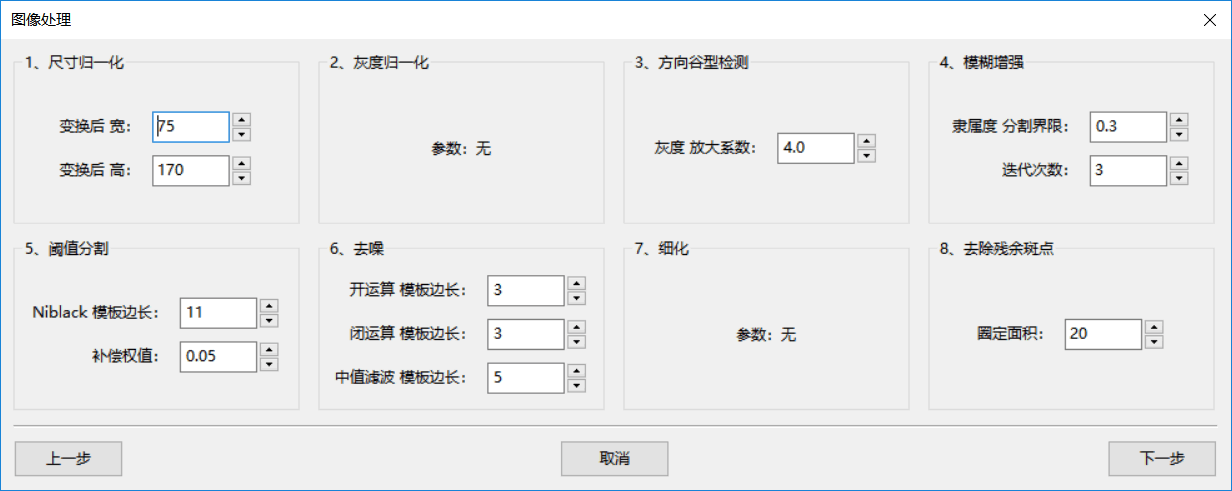 图像处理
1、尺寸归一化
变换后 宽： 75
变换后 高： 170
2、灰度归一化
参数：无
3、方向谷型检测
灰度 放大系数： 4.0
4、模糊增强
隶属度 分割界限： 0.3
迭代次数： 3
5、阈值分割
Niblack 模板边长： 11
补偿权值： 0.05
6、去噪
开运算 模板边长： 3
闭运算 模板边长： 3
中值滤波 模板边长： 5
7、细化
参数：无
8、去除残余斑点
固定面积： 20
上一步
取消
下一步